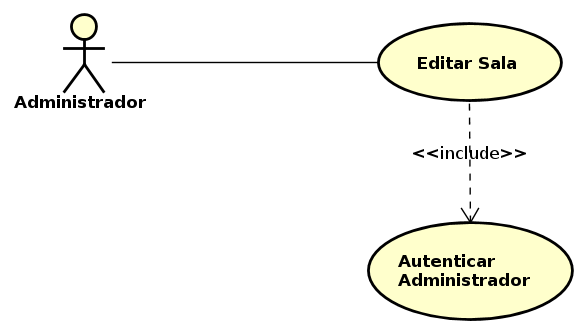 Administrador
Editar Sala
<<include>>
Autenticar
Administrador